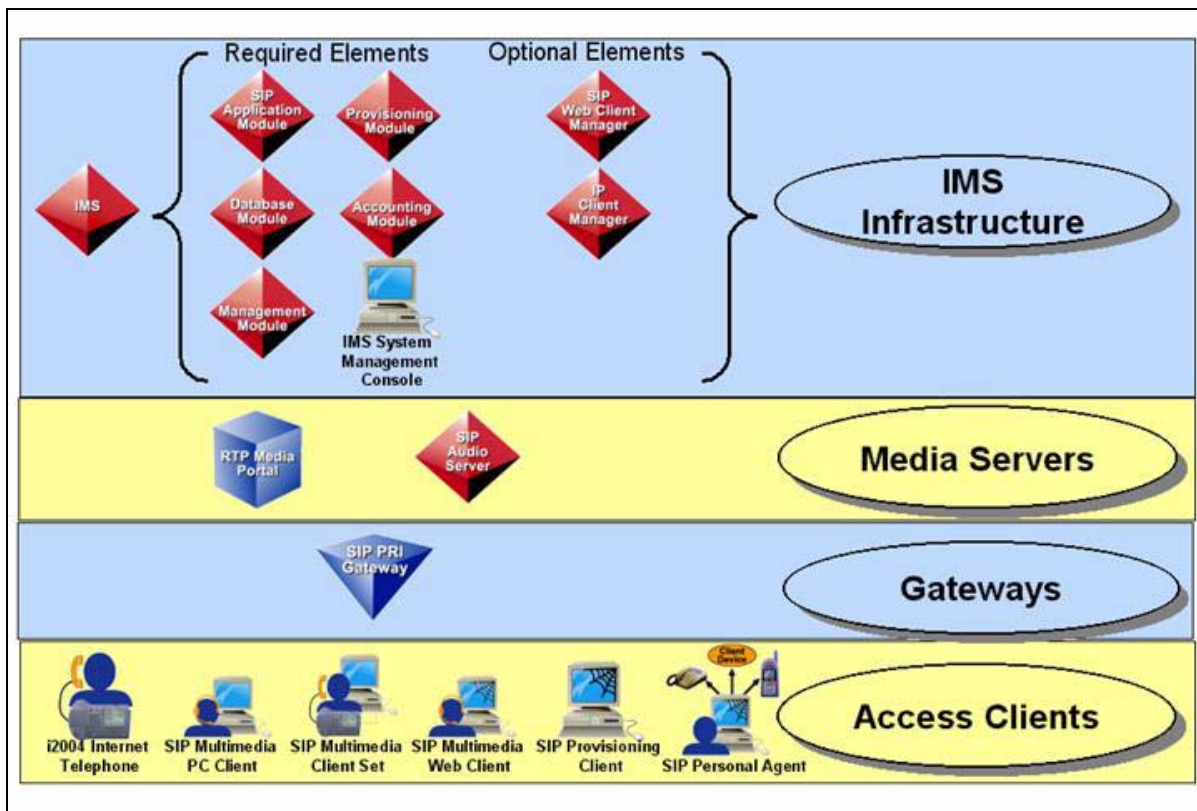 Required Elements
Optional Elements
SIP
Application
Module
Provisioning
Module
SIP
Web Client
Manager
IMS
Database
Module
Accounting
Module
IP
Client
Manager
IMS
Infrastructure
Management
Module
IMS System
Management
Console
RTP Media
Portal
SIP
Audio
Server
Media Servers
SIP PRI
Gateway
Gateways
Client
Device
i2004 Internet
Telephone
SIP Multimedia
PC Client
SIP Multimedia
Client Set
SIP Multimedia
Web Client
SIP Provisioning
Client
SIP Personal Agent
Access Clients